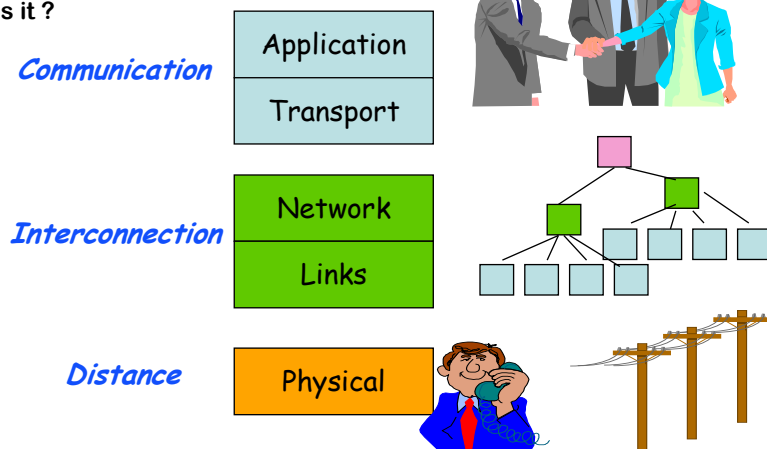 s it ?
Communication
Application
Transport
Interconnection
Network
Links
Distance
Physical